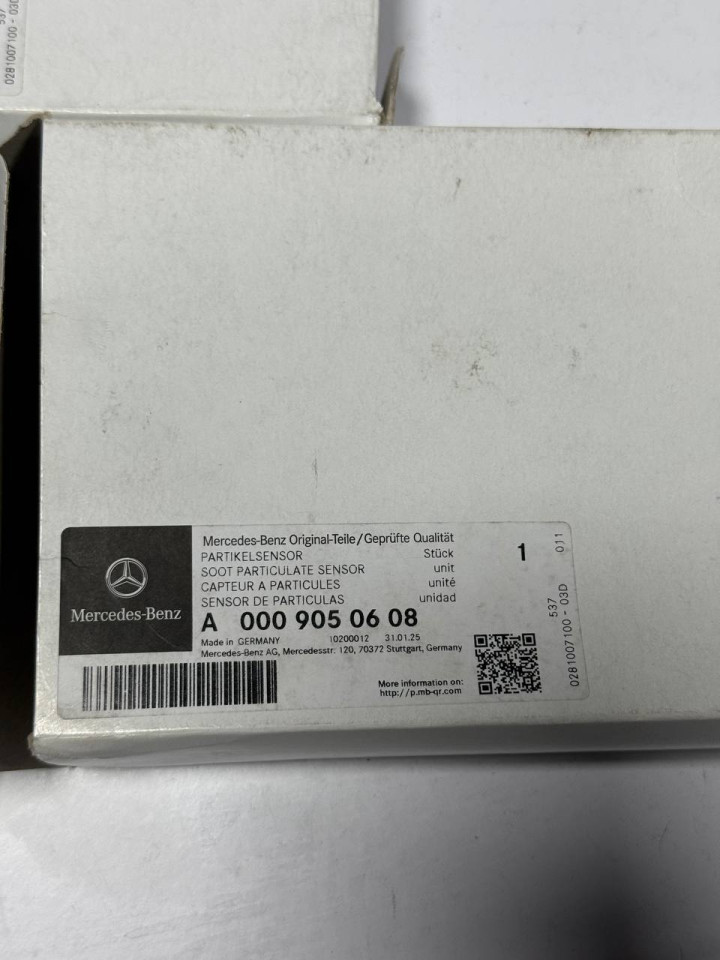 537
0281007100 - 03D
Mercedes-Benz
Mercedes-Benz Original-Teile/Geprüfte Qualität
PARTIKELSENSOR Stück 1
SOOT PARTICULATE SENSOR unit
CAPTEUR A PARTICULES unité
SENSOR DE PARTICULAS unidad
A 000 905 06 08
Made in GERMANY 10200012 31.01.25
Mercedes-Benz AG, Mercedesstr. 120, 70372 Stuttgart, Germany
More information on:
http://p.mb-qr.com
011
537
0281007100 - 03D